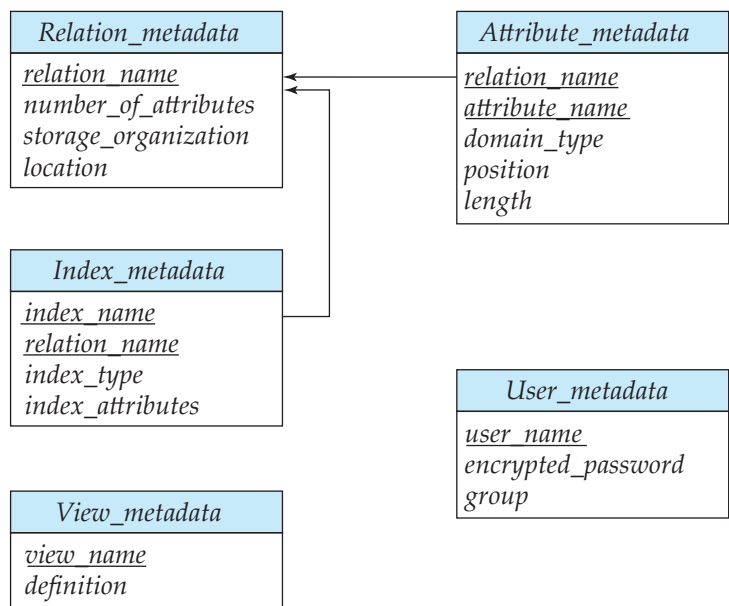 Relation_metadata
relation_name
number_of_attributes
storage_organization
location
Attribute_metadata
relation_name
attribute_name
domain_type
position
length
Index_metadata
index_name
relation_name
index_type
index_attributes
User_metadata
user_name
encrypted_password
group
View_metadata
view_name
definition